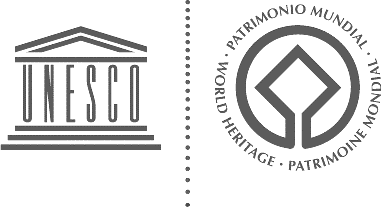 UNESCO
· PATRIMONIO MUNDIAL · WORLD HERITAGE · PATRIMOINE MONDIAL